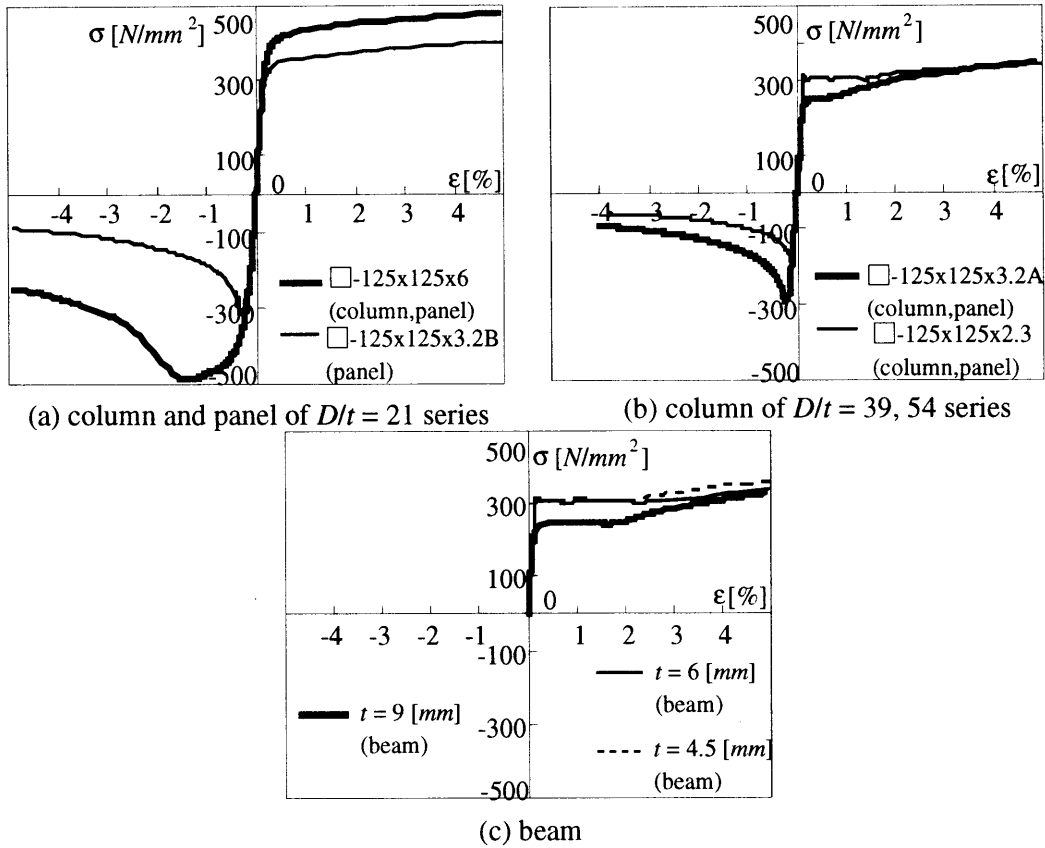 σ [N/mm²]
500
300
100
0
ε[%]
-4 -3 -2 -1
1 2 3 4
-100
-300
-500
□-125x125x6
(column,panel)
□-125x125x3.2B
(panel)
(a) column and panel of D/t = 21 series
σ [N/mm²]
500
300
100
0
ε[%]
-4 -3 -2 -1
1 2 3 4
-100
-300
-500
□-125x125x3.2A
(column,panel)
□-125x125x2.3
(column,panel)
(b) column of D/t = 39, 54 series
σ [N/mm²]
500
300
100
0
ε[%]
-4 -3 -2 -1
1 2 3 4
-100
-300
-500
t = 9 [mm]
(beam)
t = 6 [mm]
(beam)
t = 4.5 [mm]
(beam)
(c) beam